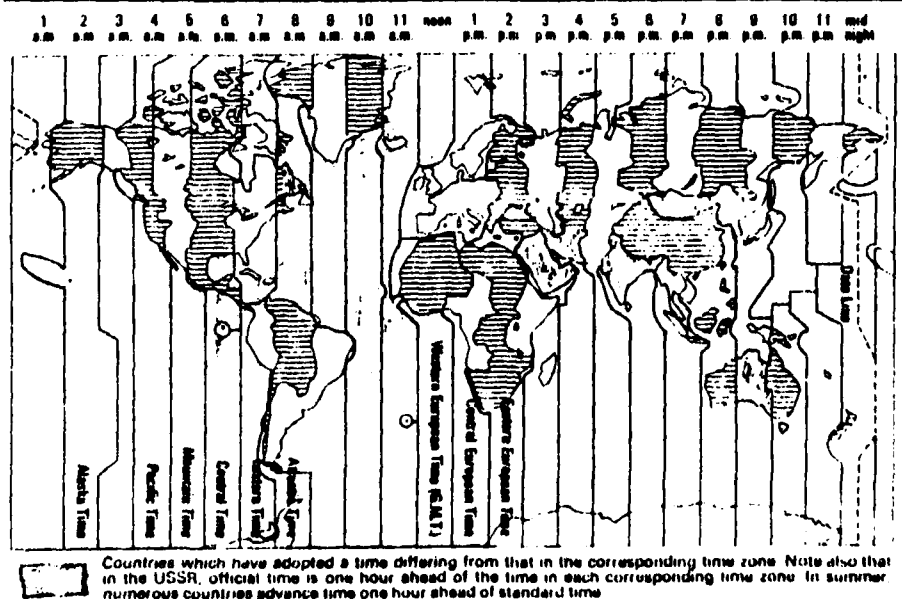 1 2 3 4 5 6 7 8 9 10 11 noon 1 2 3 4 5 6 7 8 9 10 11 mid
a.m a.m a.m. a.m a.m. a.m. a.m. a.m. a.m. a.m. a.m. p.m. p.m. p m p.m. p.m. p.m. p.m. p.m. p.m. p.m. p.m night
Date Line
Western European Time (G.M.T.)
Central European Time
Eastern European Time
Alaska Time
Pacific Time
Mountain Time
Central Time
Eastern Time
Atlantic Time
Countries which have adopted a time differing from that in the corresponding time zone. Note also that
in the USSR, official time is one hour ahead of the time in each corresponding time zone. In summer,
numerous countries advance time one hour ahead of standard time